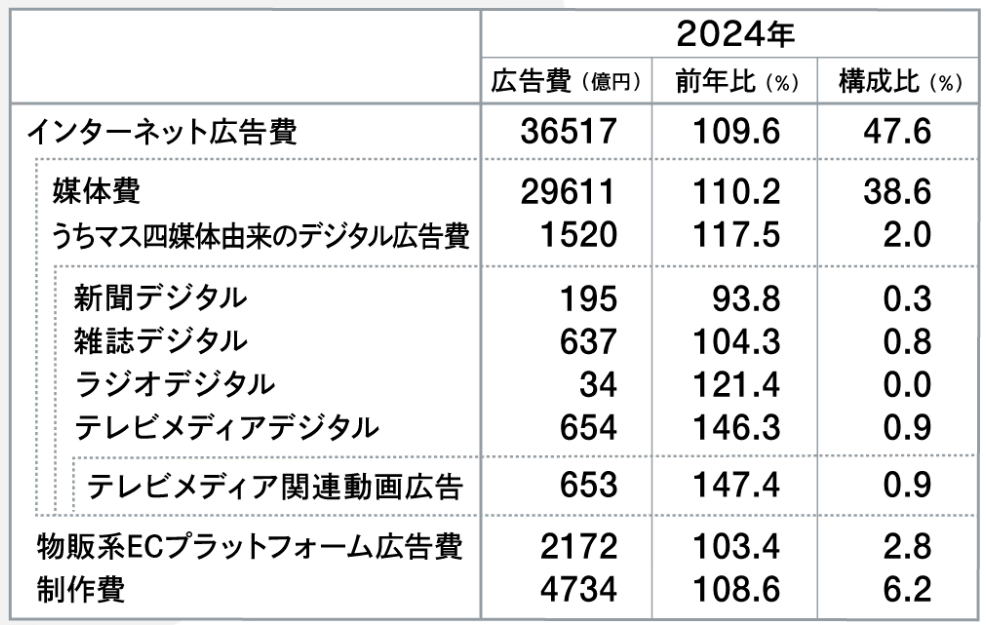 2024年
広告費（億円） 前年比（%） 構成比（%）
インターネット広告費 36517 109.6 47.6
媒体費 29611 110.2 38.6
うちマス四媒体由来のデジタル広告費 1520 117.5 2.0
新聞デジタル 195 93.8 0.3
雑誌デジタル 637 104.3 0.8
ラジオデジタル 34 121.4 0.0
テレビメディアデジタル 654 146.3 0.9
テレビメディア関連動画広告 653 147.4 0.9
物販系ECプラットフォーム広告費 2172 103.4 2.8
制作費 4734 108.6 6.2